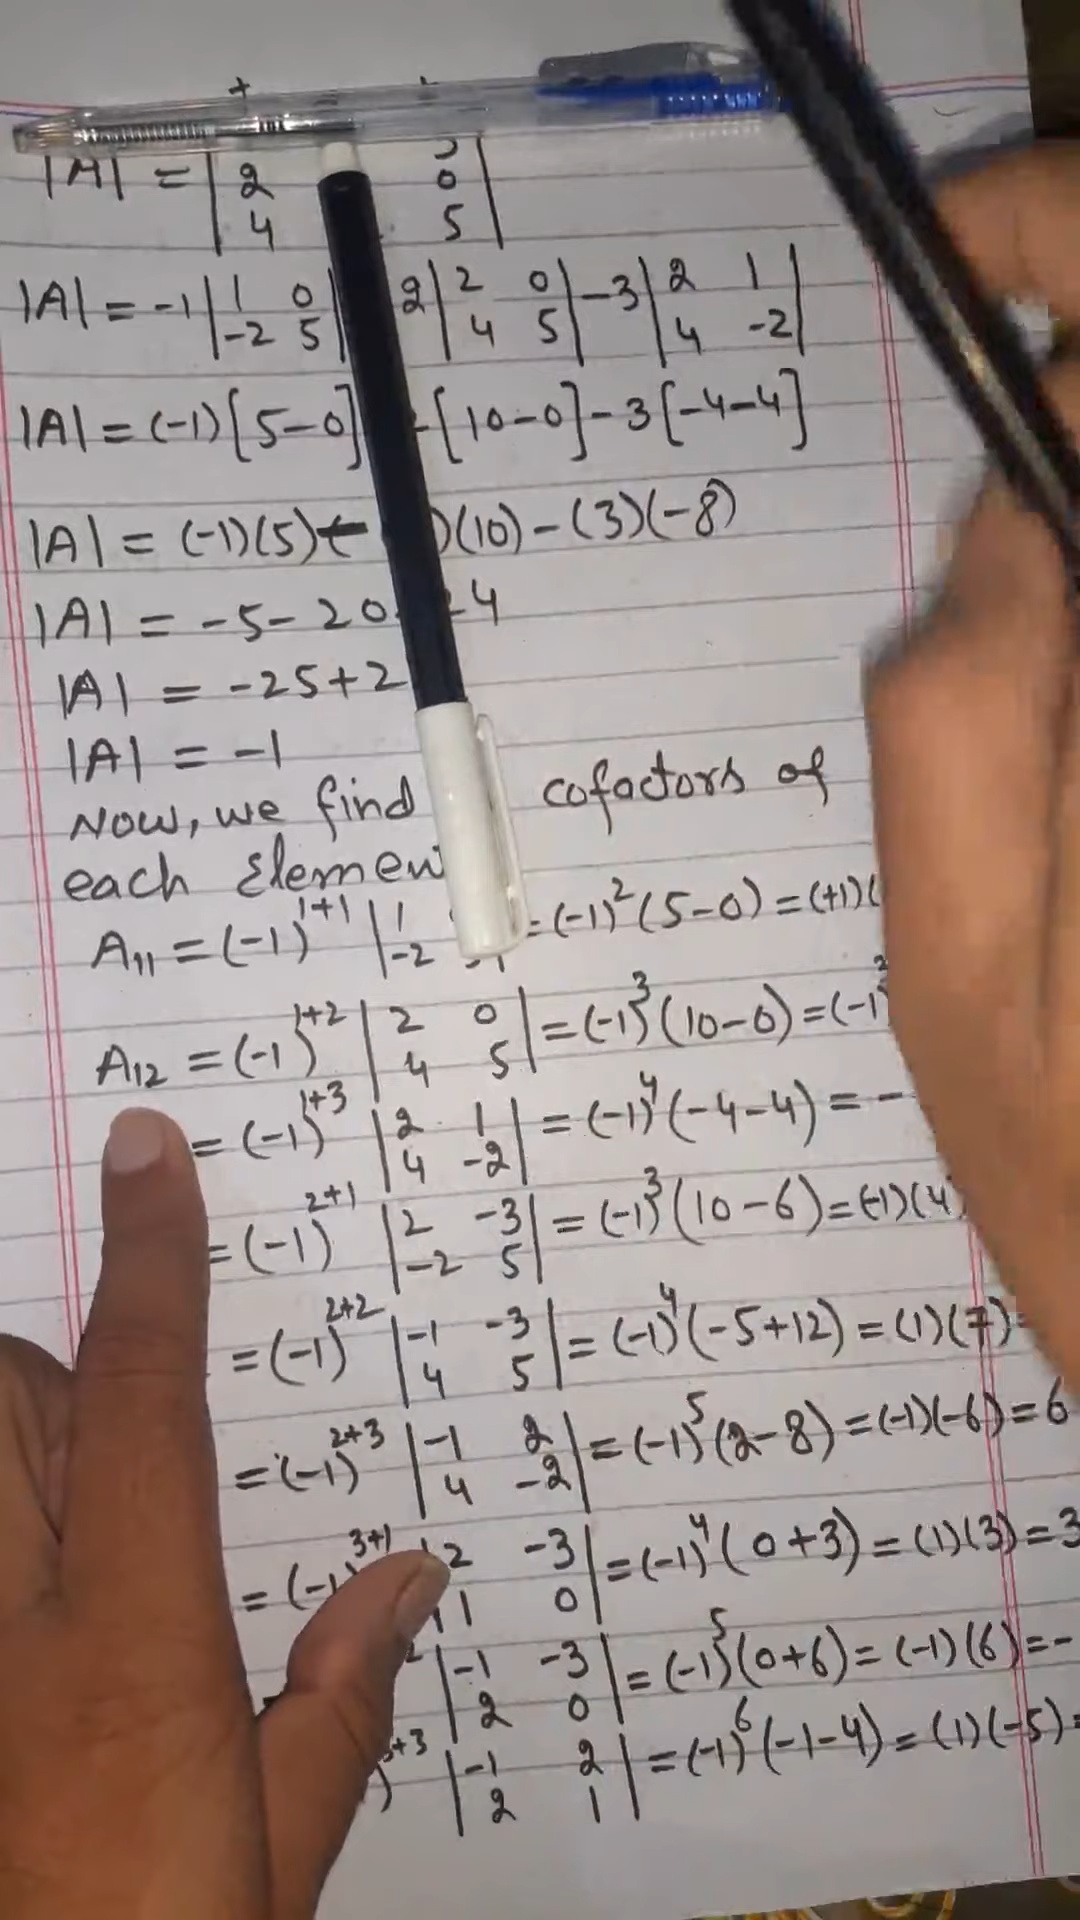 + - +
|A| = | 2 0
4 5 |
|A| = -1 | 1 0 2 | 2 0 | -3 | 2 1 |
-2 5 | 4 5 | 4 -2 |
|A| = (-1)[5-0] -[10-0]-3[-4-4]
|A| = (-1)(5) )(10) - (3)(-8)
|A| = -5-20 4
|A| = -25+2
|A| = -1
Now, we find cofactors of
each Elemen
A11 = (-1)^1+1 | 1 = (-1)^2 (5-0) = (+1)(
-2
A12 = (-1)^1+2 | 2 0 | = (-1)^3 (10-0) = (-1)
4 5
= (-1)^1+3 | 2 1 | = (-1)^4 (-4-4) = -
4 -2
= (-1)^2+1 | 2 -3 | = (-1)^3 (10-6) = (-1)(4)
-2 5
= (-1)^2+2 | -1 -3 | = (-1)^4 (-5+12) = (1)(7) =
4 5
= (-1)^2+3 | -1 2 | = (-1)^5 (2-8) = (-1)(-6) = 6
4 -2
= (-1)^3+1 | 2 -3 | = (-1)^4 (0+3) = (1)(3) = 3
1 0
| -1 -3 | = (-1)^5 (0+6) = (-1)(6) = -
2 0
+3 | -1 2 | = (-1)^6 (-1-4) = (1)(-5) =
2 1